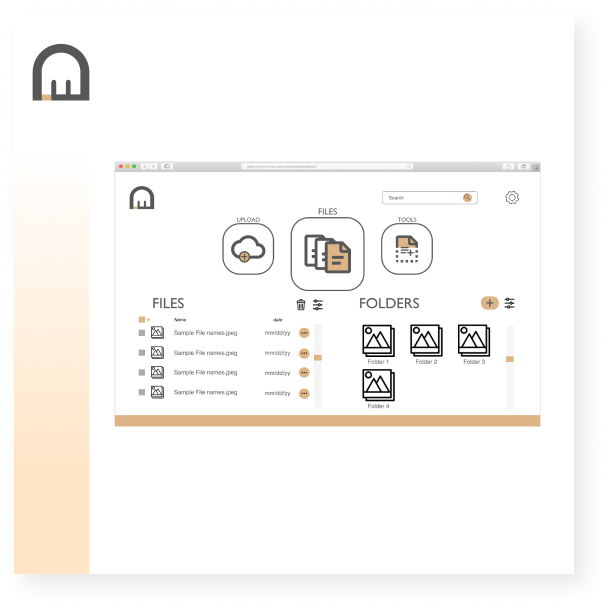 Search
UPLOAD
FILES
TOOLS
FILES
FOLDERS
Name
date
Sample File names.jpeg
mm/dd/yy
Sample File names.jpeg
mm/dd/yy
Sample File names.jpeg
mm/dd/yy
Sample File names.jpeg
mm/dd/yy
Folder 1
Folder 2
Folder 3
Folder 4